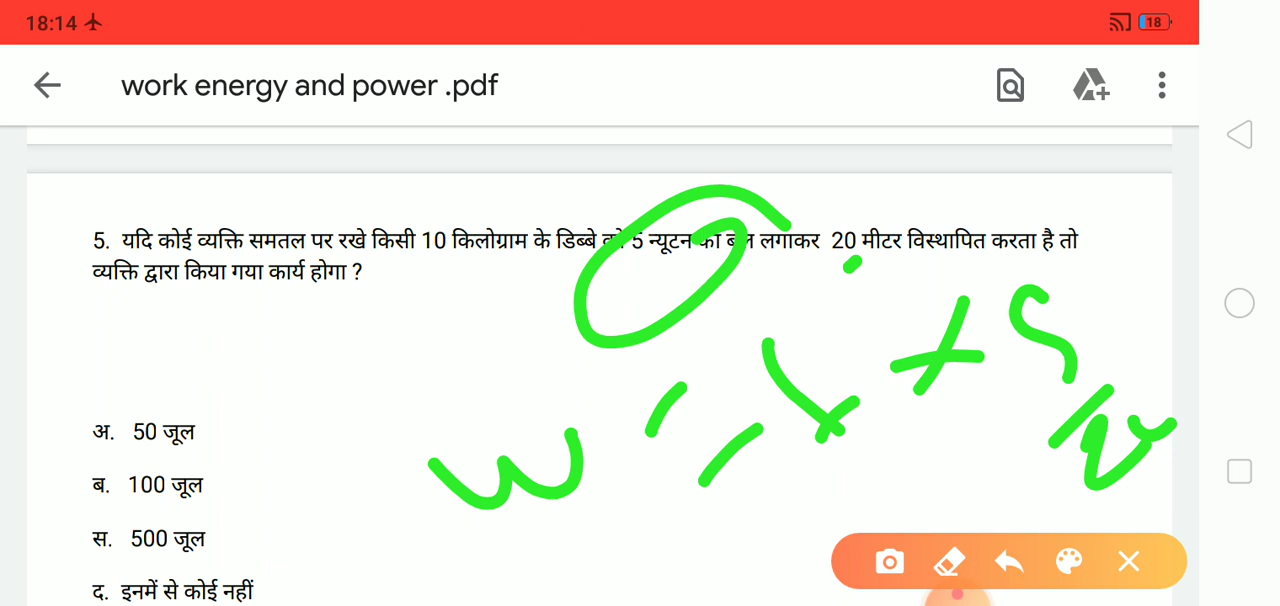 18:14
18
work energy and power .pdf
5. यदि कोई व्यक्ति समतल पर रखे किसी 10 किलोग्राम के डिब्बे को 5 न्यूटन का बल लगाकर 20 मीटर विस्थापित करता है तो
व्यक्ति द्वारा किया गया कार्य होगा ?
w = × s
अ. 50 जूल
ब. 100 जूल
स. 500 जूल
द. इनमें से कोई नहीं